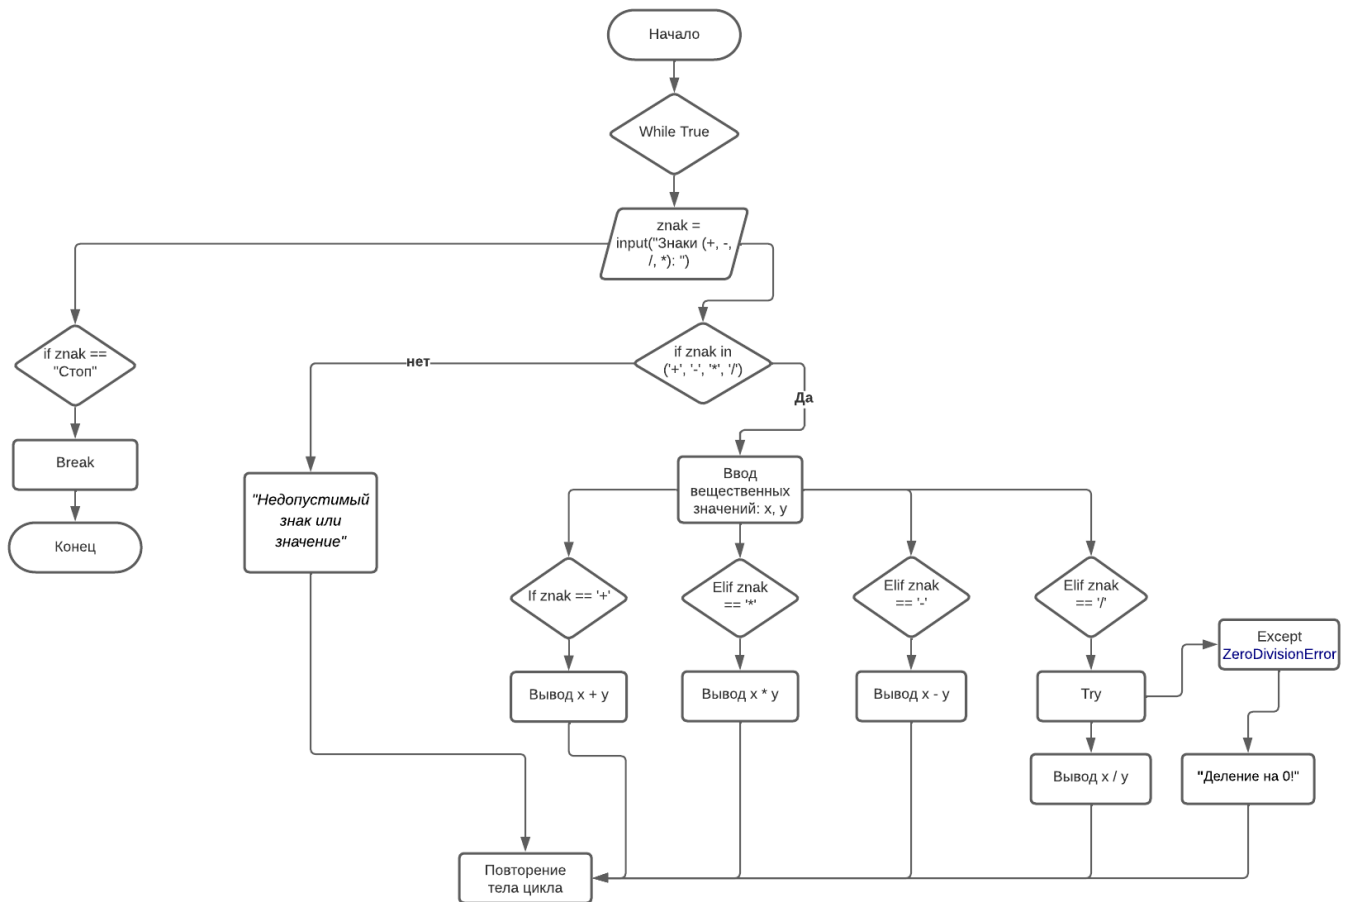 Начало
While True
znak =
input("Знаки (+, -,
/, *): ")
if znak ==
"Стоп"
нет
if znak in
('+', '-', '*', '/')
Да
Break
Ввод
вещественных
значений: x, y
"Недопустимый
знак или
значение"
Конец
If znak == '+'
Elif znak
== '*'
Elif znak
== '-'
Elif znak
== '/'
Except
ZeroDivisionError
Вывод x + y
Вывод x * y
Вывод x - y
Try
Вывод x / y
"Деление на 0!"
Повторение
тела цикла